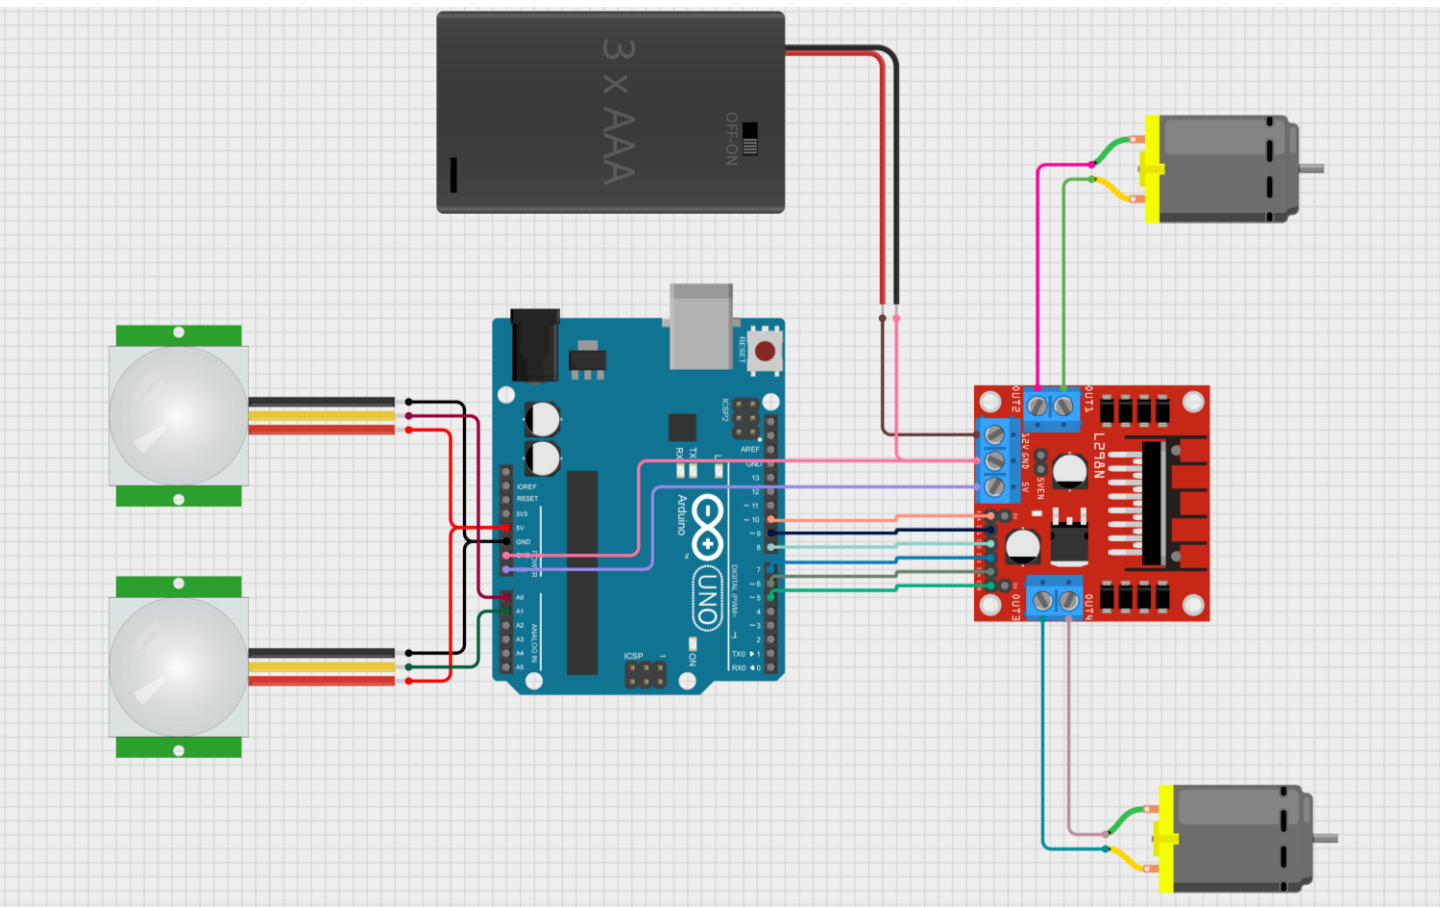 3 x AAA
OFF-ON
RESET
ICSP2
AREF
GND
RX
TX
L
13
12
~ 11
~ 10
~ 9
8
7
~ 6
~ 5
4
~ 3
2
TX0 ▶ 1
RX0 ◀ 0
IOREF
RESET
3V3
5V
GND
POWER
A0
A1
A2
A3
A4
A5
ANALOG IN
Arduino
™
UNO
DIGITAL (PWM~
ICSP
1
ON
OUT2
OUT1
12V
GND
5V
5VEN
L298N
OUT3
OUT4